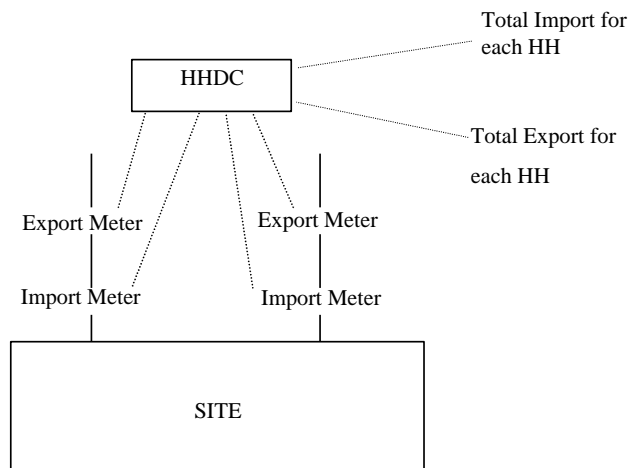 Total Import for
each HH
HHDC
Total Export for
each HH
Export Meter
Export Meter
Import Meter
Import Meter
SITE